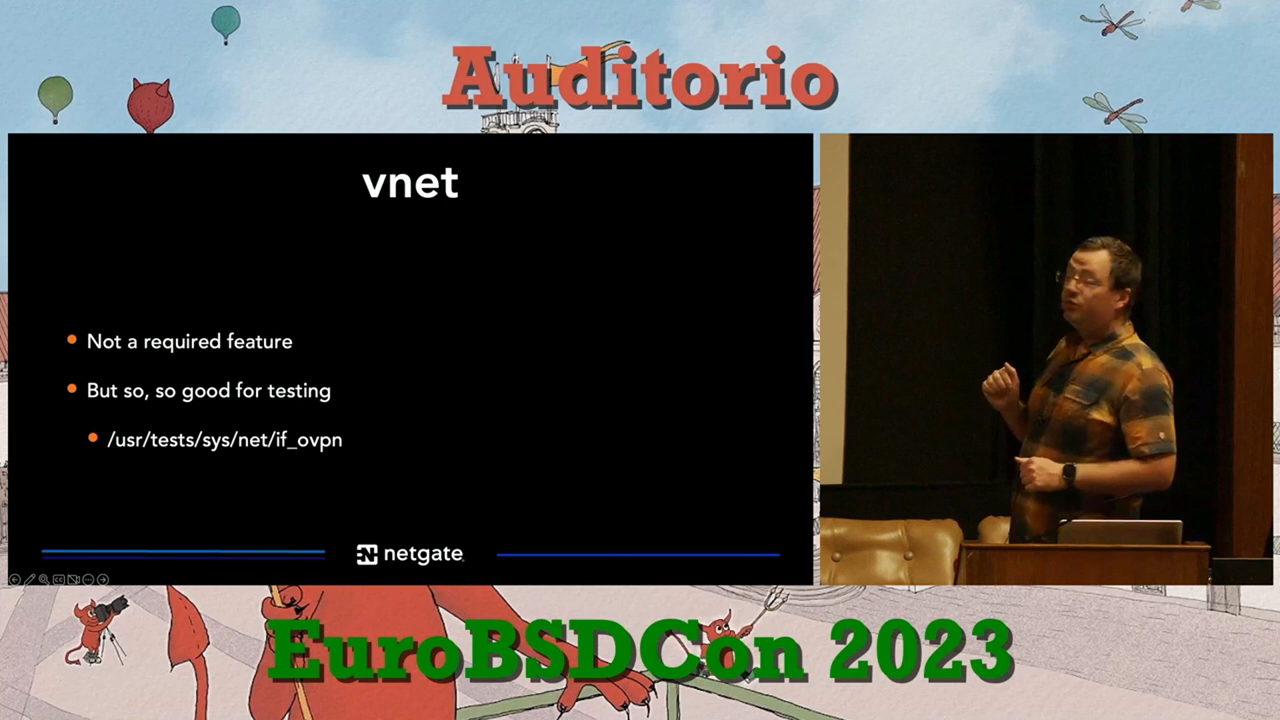 Auditorio
vnet
Not a required feature
But so, so good for testing
/usr/tests/sys/net/if_ovpn
netgate
EuroBSDCon 2023